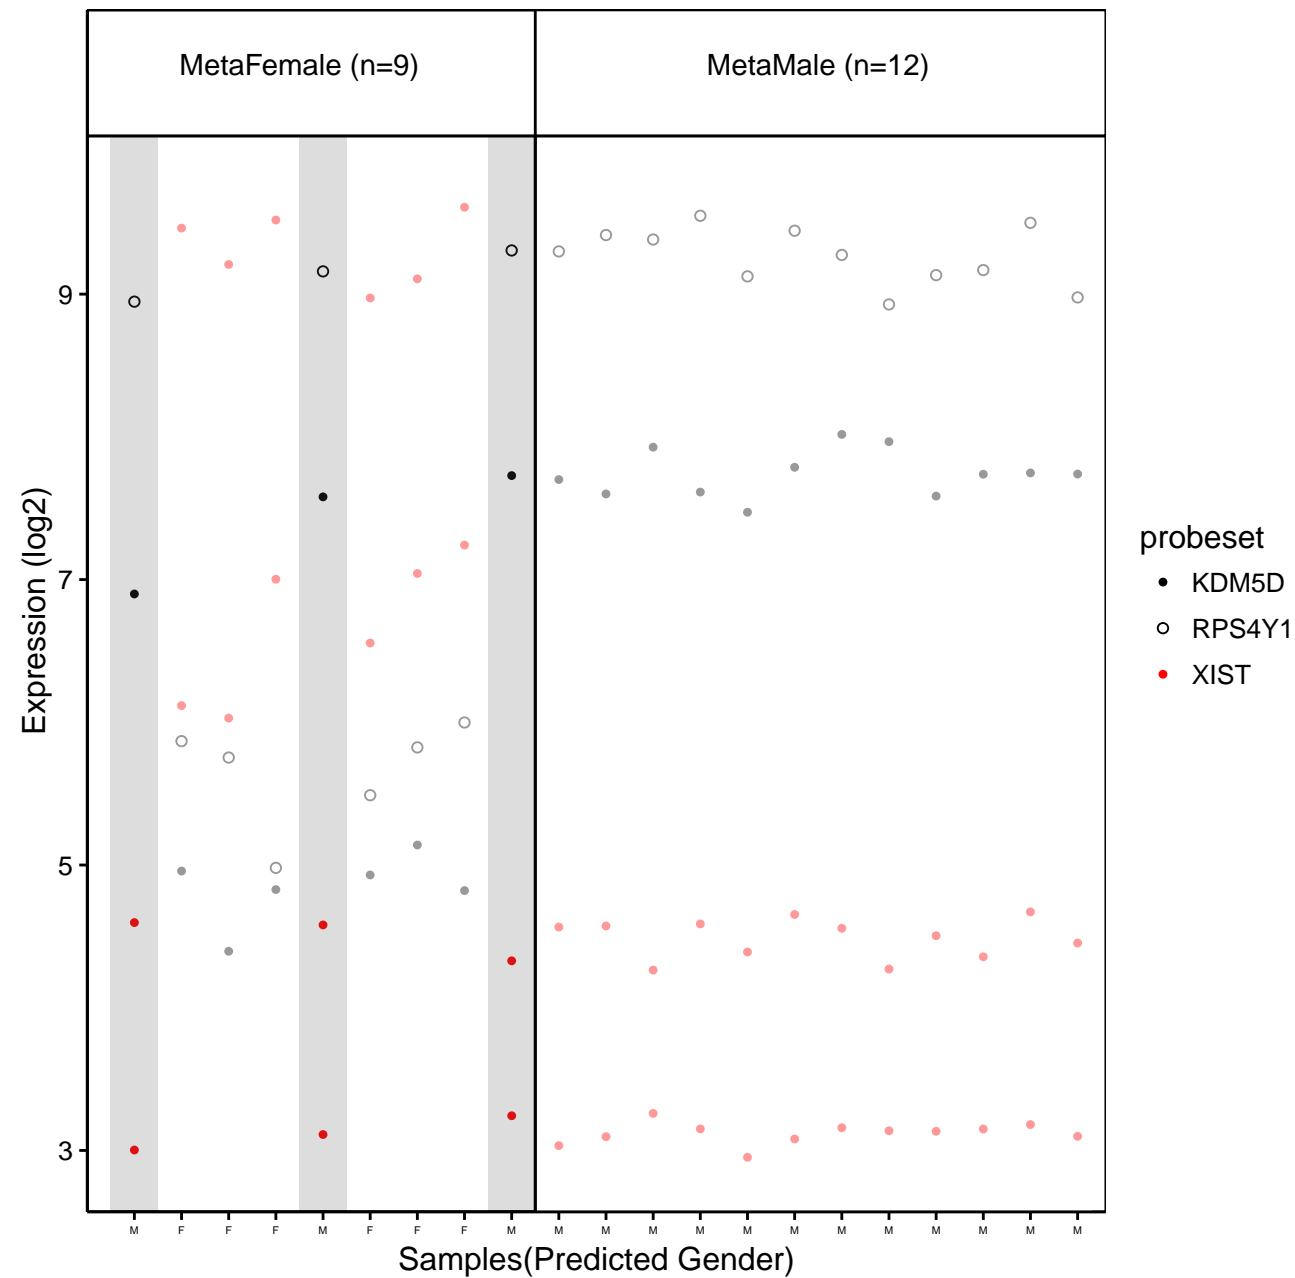 MetaFemale (n=9) MetaMale (n=12)
9
7
5
3
Expression (log2)
M F F F M F F F M M M M M M M M M M M M M
Samples(Predicted Gender)
probeset
KDM5D
RPS4Y1
XIST